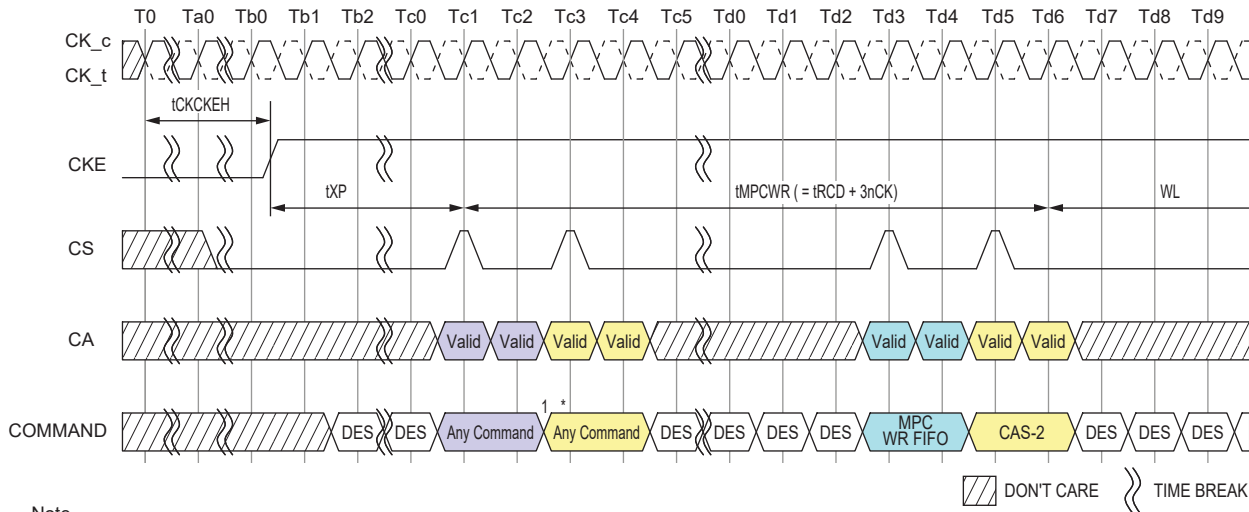 T0 Ta0 Tb0 Tb1 Tb2 Tc0 Tc1 Tc2 Tc3 Tc4 Tc5 Td0 Td1 Td2 Td3 Td4 Td5 Td6 Td7 Td8 Td9
CK_c
CK_t
tCKCKEH
CKE
tXP
tMPCWR ( = tRCD + 3nCK)
WL
CS
CA
Valid Valid Valid Valid Valid Valid Valid Valid
1 *
COMMAND
DES DES Any Command Any Command DES DES DES DES MPC WR FIFO CAS-2 DES DES DES
DON'T CARE
TIME BREAK